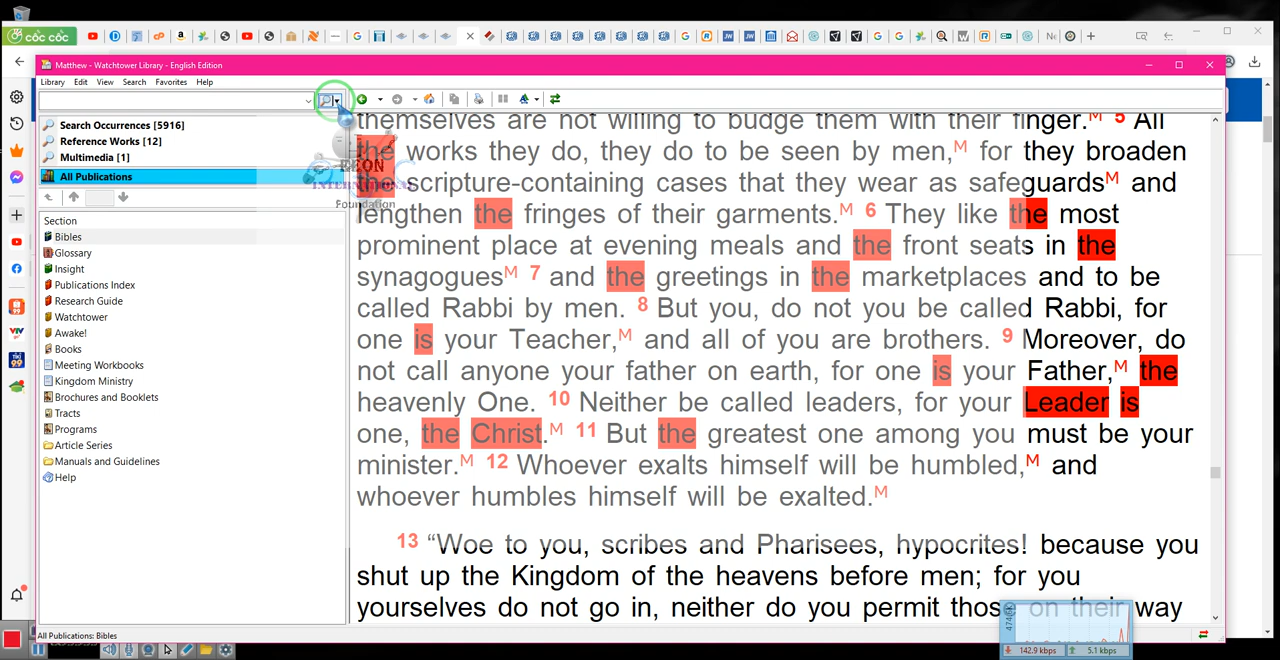 cốc cốc
Matthew - Watchtower Library - English Edition
Library Edit View Search Favorites Help
Search Occurrences [5916]
Reference Works [12]
Multimedia [1]
All Publications
Section
Bibles
Glossary
Insight
Publications Index
Research Guide
Watchtower
Awake!
Books
Meeting Workbooks
Kingdom Ministry
Brochures and Booklets
Tracts
Programs
Article Series
Manuals and Guidelines
Help
All Publications: Bibles
INTERNATIONAL
Foundation
themselves are not willing to budge them with their finger.M 5 All
the works they do, they do to be seen by men,M for they broaden
the scripture-containing cases that they wear as safeguardsM and
lengthen the fringes of their garments.M 6 They like the most
prominent place at evening meals and the front seats in the
synagoguesM 7 and the greetings in the marketplaces and to be
called Rabbi by men. 8 But you, do not you be called Rabbi, for
one is your Teacher,M and all of you are brothers. 9 Moreover, do
not call anyone your father on earth, for one is your Father,M the
heavenly One. 10 Neither be called leaders, for your Leader is
one, the Christ.M 11 But the greatest one among you must be your
minister.M 12 Whoever exalts himself will be humbled,M and
whoever humbles himself will be exalted.M
13 “Woe to you, scribes and Pharisees, hypocrites! because you
shut up the Kingdom of the heavens before men; for you
yourselves do not go in, neither do you permit those on their way
142.9 kbps 5.1 kbps